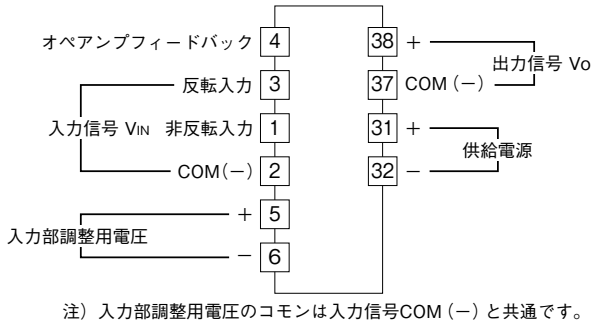 オペアンプフィードバック 4
反転入力 3
入力信号 VIN
非反転入力 1
COM(−) 2
+ 5
入力部調整用電圧
− 6
38 +
出力信号 Vo
37 COM(−)
31 +
供給電源
32 −
注）入力部調整用電圧のコモンは入力信号COM(−)と共通です。